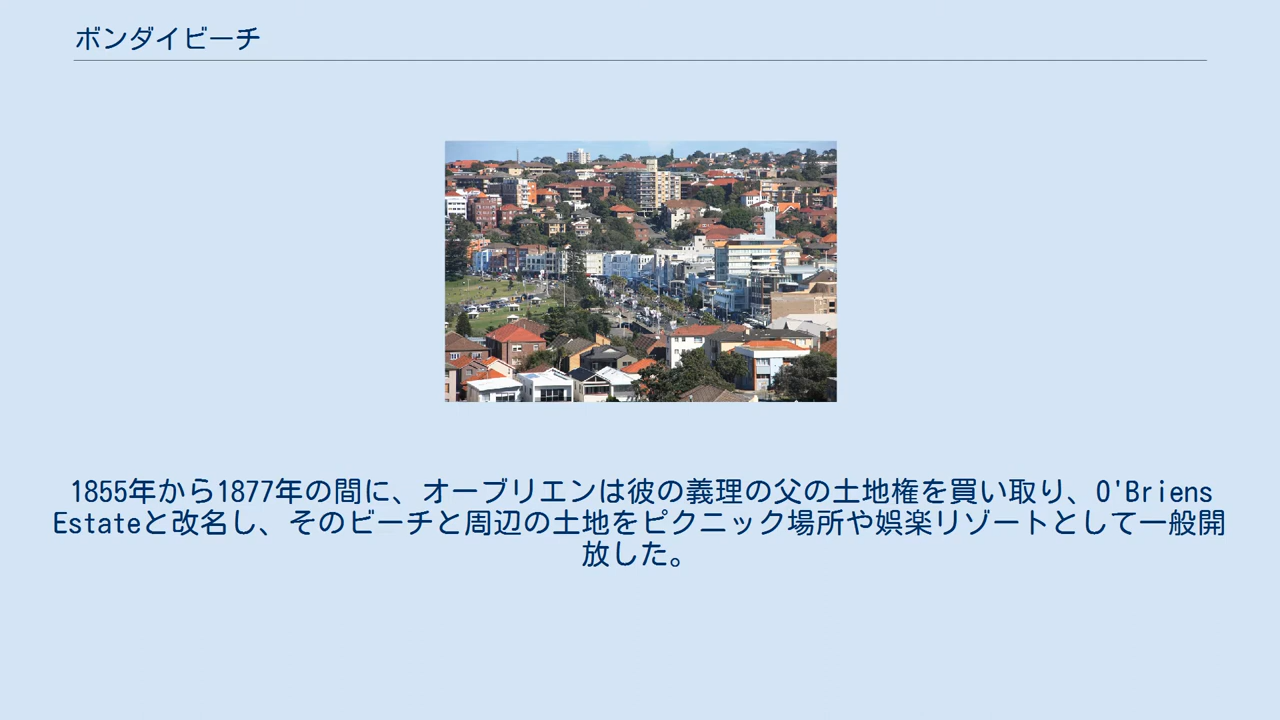 ボンダイビーチ
1855年から1877年の間に、オーブリエンは彼の義理の父の土地権を買い取り、O'Briens
Estateと改名し、そのビーチと周辺の土地をピクニック場所や娯楽リゾートとして一般開
放した。